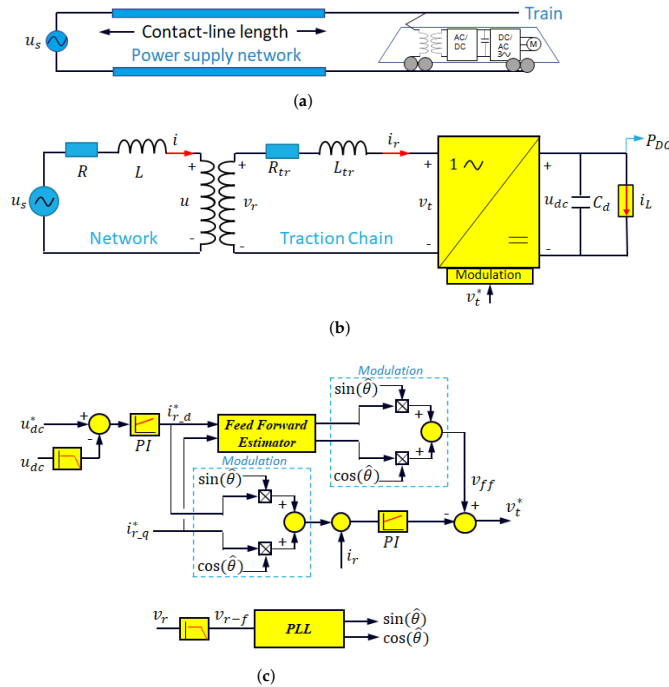 Train
u_s
Contact-line length
Power supply network
AC/
DC
DC/
AC
3
M
(a)
P_DC
i
i_r
R
L
R_tr
L_tr
1
u_s
u
v_r
v_t
u_dc
C_d
i_L
Network
Traction Chain
Modulation
v_t^*
(b)
Modulation
sin(θ̂)
u_dc^*
+
-
i_r_d^*
PI
Feed Forward
Estimator
+
+
u_dc
Modulation
cos(θ̂)
sin(θ̂)
v_ff
+
+
i_r_q^*
+
-
v_t^*
PI
cos(θ̂)
i_r
v_r
v_r-f
PLL
sin(θ̂)
cos(θ̂)
(c)